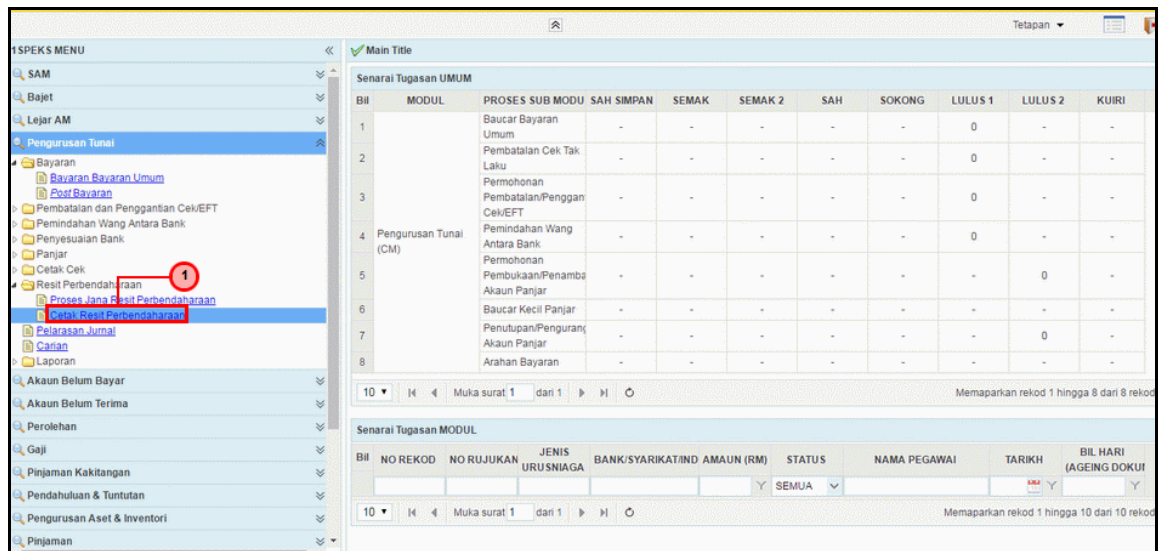 Tetapan
1SPEKS MENU
SAM
Bajet
Lejar AM
Pengurusan Tunai
Bayaran
Bayaran Bayaran Umum
Post Bayaran
Pembatalan dan Penggantian Cek/EFT
Pemindahan Wang Antara Bank
Penyesuaian Bank
Panjar
Cetak Cek
1
Resit Perbendaharaan
Proses Jana Resit Perbendaharaan
Cetak Resit Perbendaharaan
Pelarasan Jurnal
Carian
Laporan
Akaun Belum Bayar
Akaun Belum Terima
Perolehan
Gaji
Pinjaman Kakitangan
Pendahuluan & Tuntutan
Pengurusan Aset & Inventori
Pinjaman
Main Title
Senarai Tugasan UMUM
Bil MODUL PROSES SUB MODU SAH SIMPAN SEMAK SEMAK 2 SAH SOKONG LULUS 1 LULUS 2 KUIRI
Pengurusan Tunai
(CM)
1 Baucar Bayaran - - - - - 0 - -
Umum
2 Pembatalan Cek Tak - - - - - 0 - -
Laku
Permohonan
3 Pembatalan/Penggant - - - - - 0 - -
Cek/EFT
4 Pemindahan Wang - - - - - 0 - -
Antara Bank
Permohonan
5 Pembukaan/Penamba - - - - - - 0 -
Akaun Panjar
6 Baucar Kecil Panjar - - - - - - - -
7 Penutupan/Pengurang - - - - - - 0 -
Akaun Panjar
8 Arahan Bayaran - - - - - - - -
10 Muka surat 1 dari 1 Memaparkan rekod 1 hingga 8 dari 8 rekod
Senarai Tugasan MODUL
Bil NO REKOD NO RUJUKAN JENIS URUSNIAGA BANK/SYARIKAT/IND AMAUN (RM) STATUS NAMA PEGAWAI TARIKH BIL HARI (AGEING DOKUM
SEMUA
10 Muka surat 1 dari 1 Memaparkan rekod 1 hingga 10 dari 10 rekod